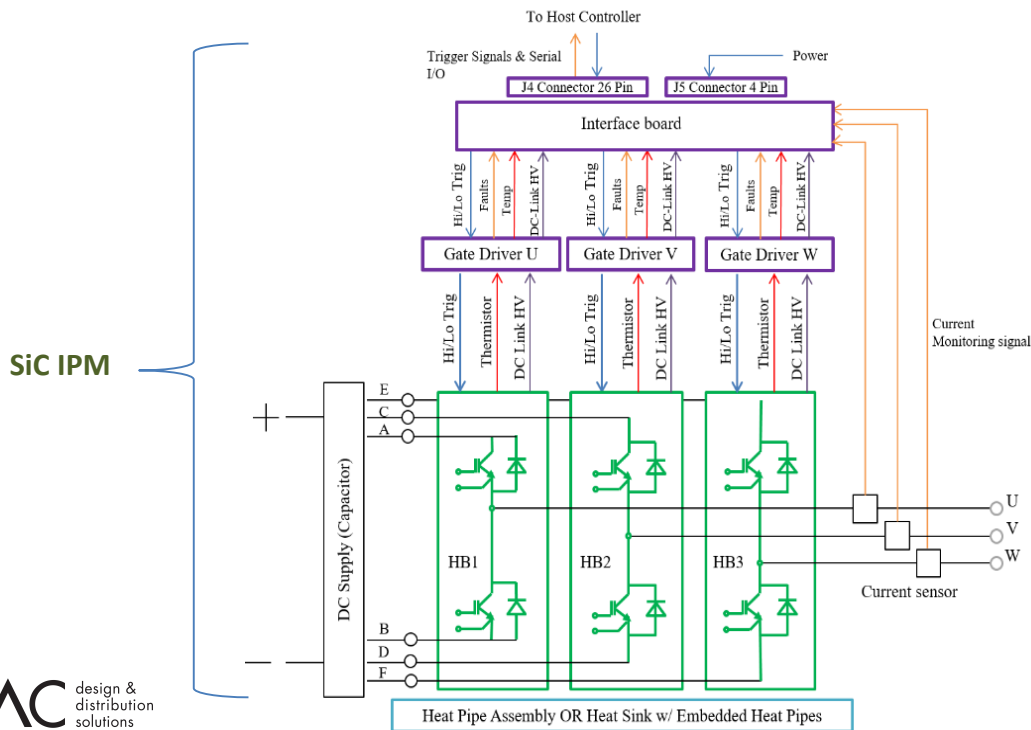 To Host Controller
Trigger Signals & Serial
I/O
Power
J4 Connector 26 Pin
J5 Connector 4 Pin
Interface board
Hi/Lo Trig
Faults
Temp
DC-Link HV
Hi/Lo Trig
Faults
Temp
DC-Link HV
Hi/Lo Trig
Faults
Temp
DC-Link HV
Gate Driver U
Gate Driver V
Gate Driver W
Hi/Lo Trig
Thermistor
DC Link HV
Hi/Lo Trig
Thermistor
DC Link HV
Hi/Lo Trig
Thermistor
DC Link HV
Current
Monitoring signal
SiC IPM
DC Supply (Capacitor)
+
E
C
A
U
V
W
HB1
HB2
HB3
Current sensor
B
D
F
—
AC design &
distribution
solutions
Heat Pipe Assembly OR Heat Sink w/ Embedded Heat Pipes